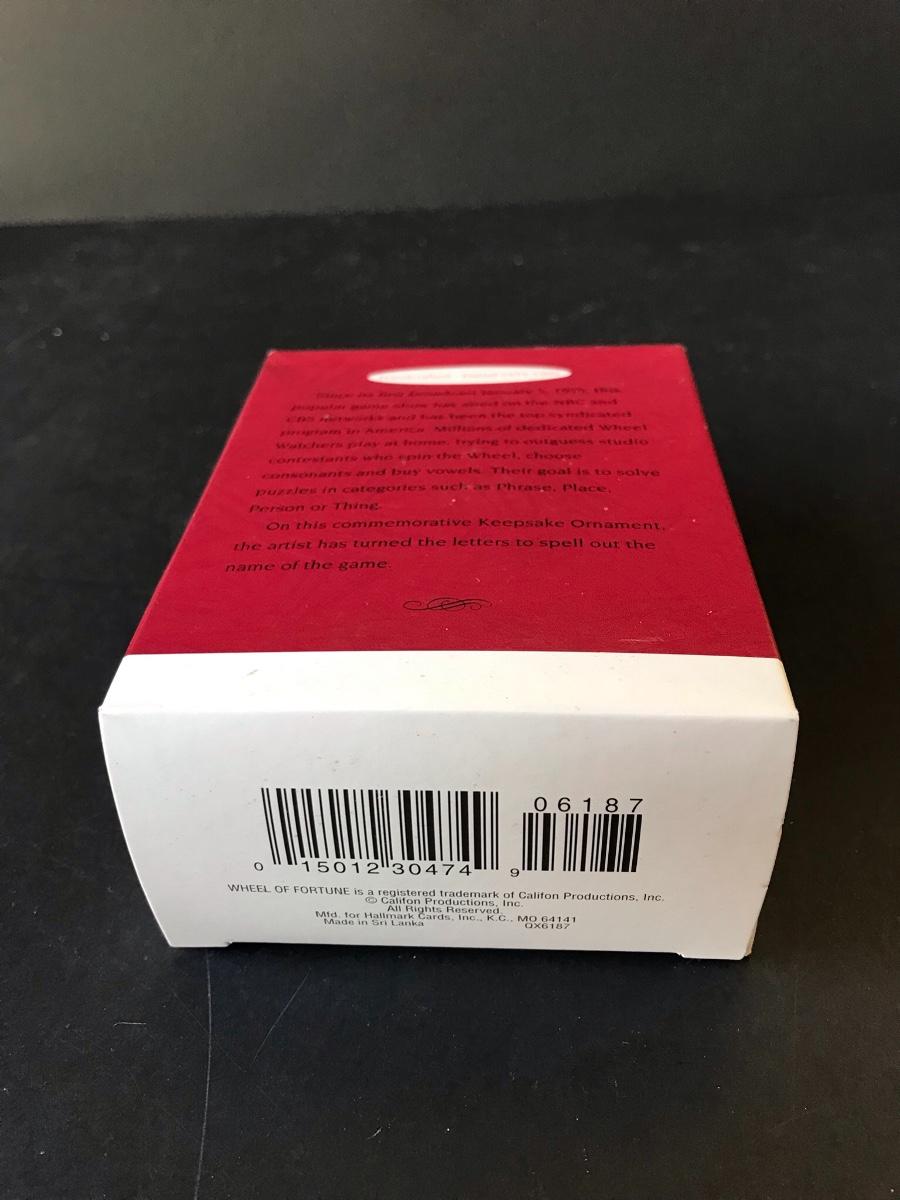 Since its first broadcast January 6, 1975, this
popular game show has aired on the NBC and
CBS networks and has been the top syndicated
program in America. Millions of dedicated Wheel
Watchers play at home, trying to outguess studio
contestants who spin the Wheel, choose
consonants and buy vowels. Their goal is to solve
puzzles in categories such as Phrase, Place,
Person or Thing.
On this commemorative Keepsake Ornament,
the artist has turned the letters to spell out the
name of the game.
06187
0 15012 30474 9
WHEEL OF FORTUNE is a registered trademark of Califon Productions, Inc.
© Califon Productions, Inc.
All Rights Reserved.
Mfd. for Hallmark Cards, Inc., K.C., MO 64141
Made in Sri Lanka QX6187